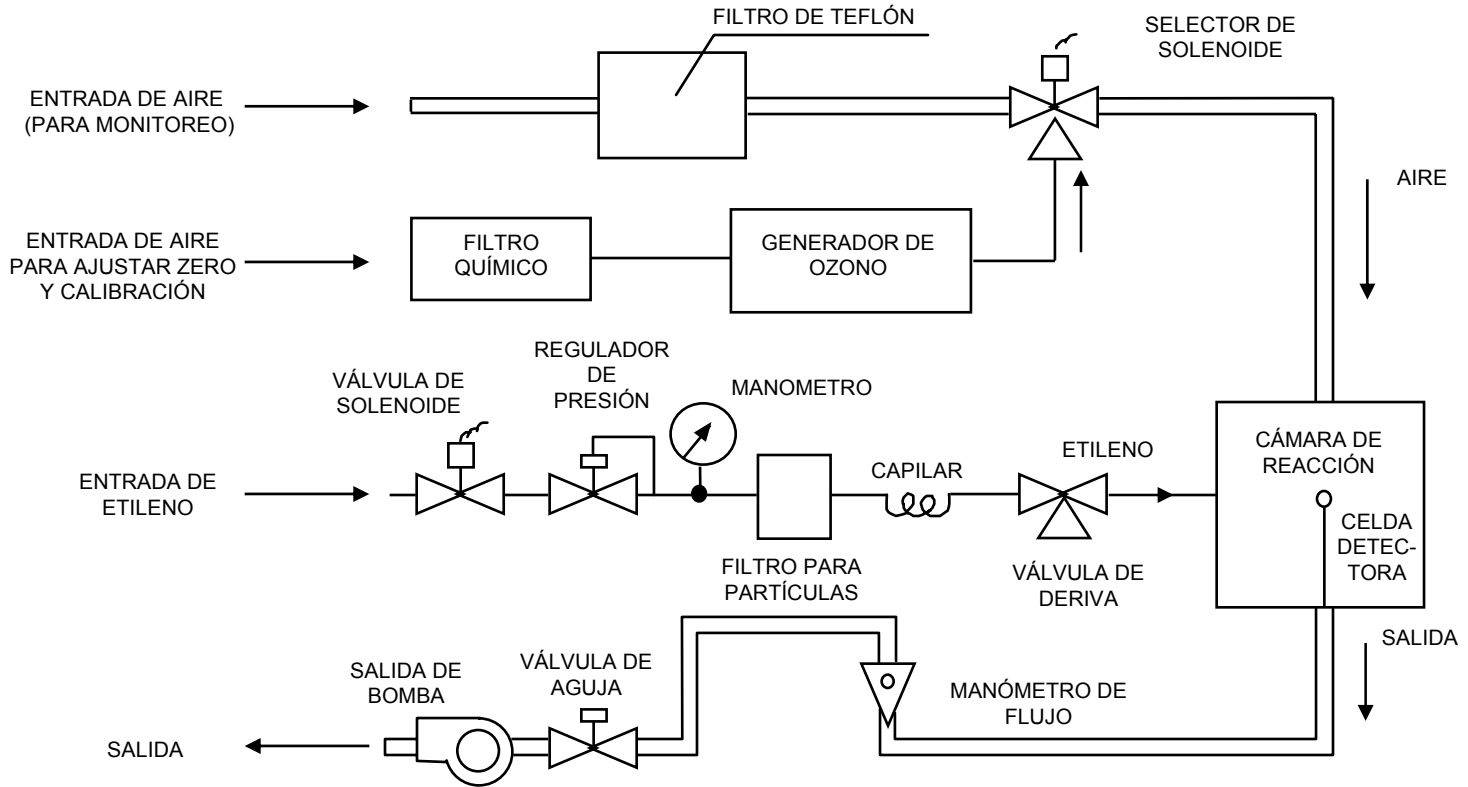 FILTRO DE TEFLÓN
SELECTOR DE
SOLENOIDE
ENTRADA DE AIRE
(PARA MONITOREO)
AIRE
ENTRADA DE AIRE
PARA AJUSTAR ZERO
Y CALIBRACIÓN
FILTRO
QUÍMICO
GENERADOR DE
OZONO
VÁLVULA DE
SOLENOIDE
REGULADOR
DE
PRESIÓN
MANOMETRO
ENTRADA DE
ETILENO
CAPILAR
ETILENO
CÁMARA DE
REACCIÓN
CELDA
DETEC-
TORA
FILTRO PARA
PARTÍCULAS
VÁLVULA DE
DERIVA
SALIDA
SALIDA DE
BOMBA
VÁLVULA DE
AGUJA
MANÓMETRO DE
FLUJO
SALIDA